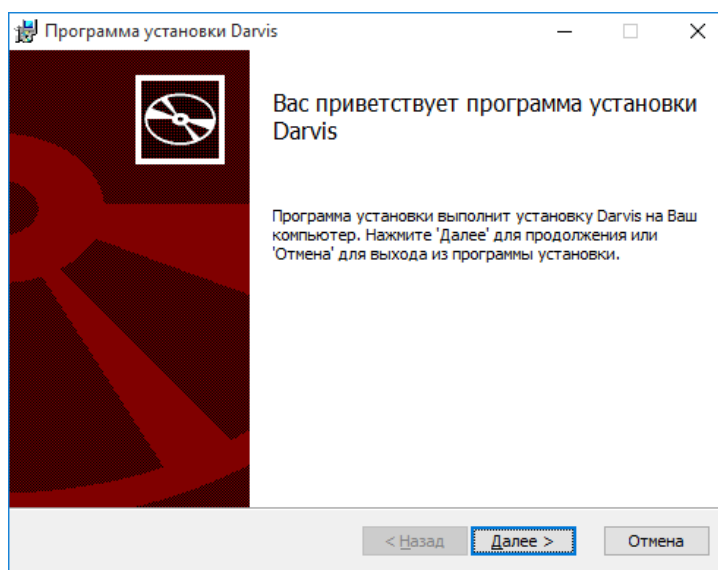 Программа установки Darvis
Вас приветствует программа установки
Darvis
Программа установки выполнит установку Darvis на Ваш
компьютер. Нажмите 'Далее' для продолжения или
'Отмена' для выхода из программы установки.
< Назад
Далее >
Отмена